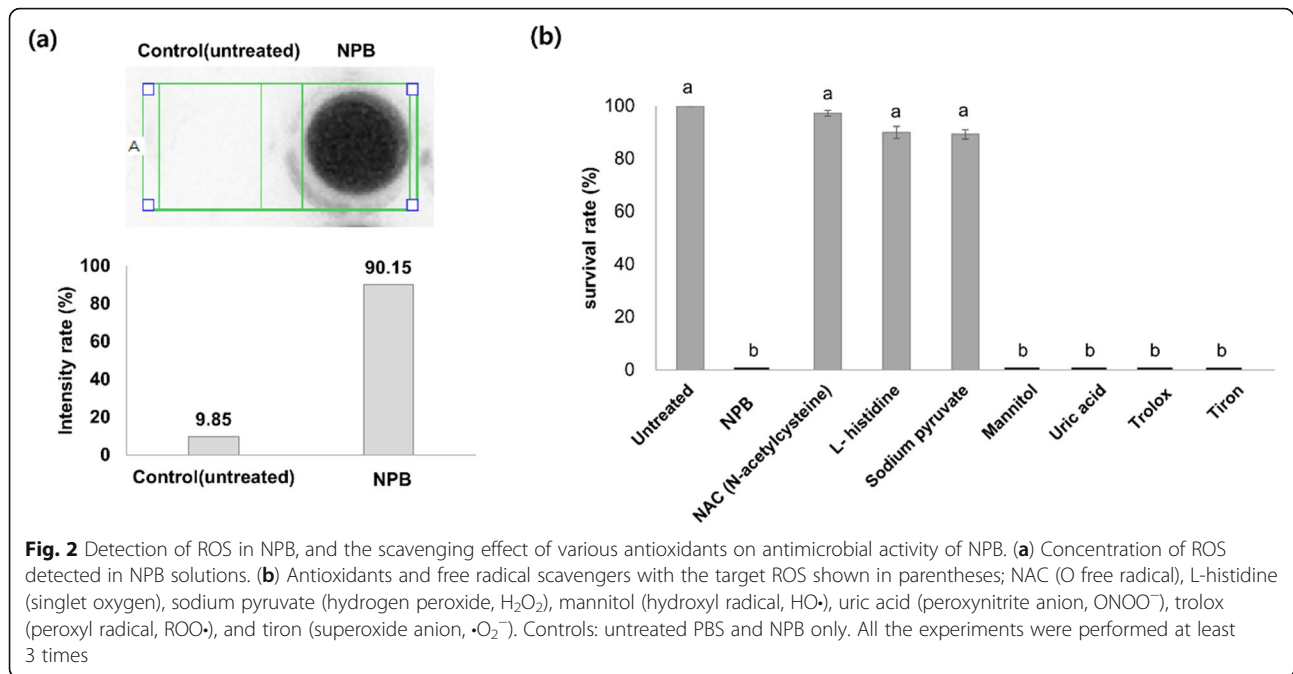 (a)
Control(untreated) NPB
A
Intensity rate (%)
100
80
60
40
20
0
9.85
90.15
Control(untreated) NPB
(b)
survival rate (%)
100
80
60
40
20
0
a
b
a
a
a
b
b
b
b
Untreated
NPB
NAC (N-acetylcysteine)
L- histidine
Sodium pyruvate
Mannitol
Uric acid
Trolox
Tiron
Fig. 2 Detection of ROS in NPB, and the scavenging effect of various antioxidants on antimicrobial activity of NPB. (a) Concentration of ROS
detected in NPB solutions. (b) Antioxidants and free radical scavengers with the target ROS shown in parentheses; NAC (O free radical), L-histidine
(singlet oxygen), sodium pyruvate (hydrogen peroxide, H₂O₂), mannitol (hydroxyl radical, HO•), uric acid (peroxynitrite anion, ONOO⁻), trolox
(peroxyl radical, ROO•), and tiron (superoxide anion, •O₂⁻). Controls: untreated PBS and NPB only. All the experiments were performed at least
3 times